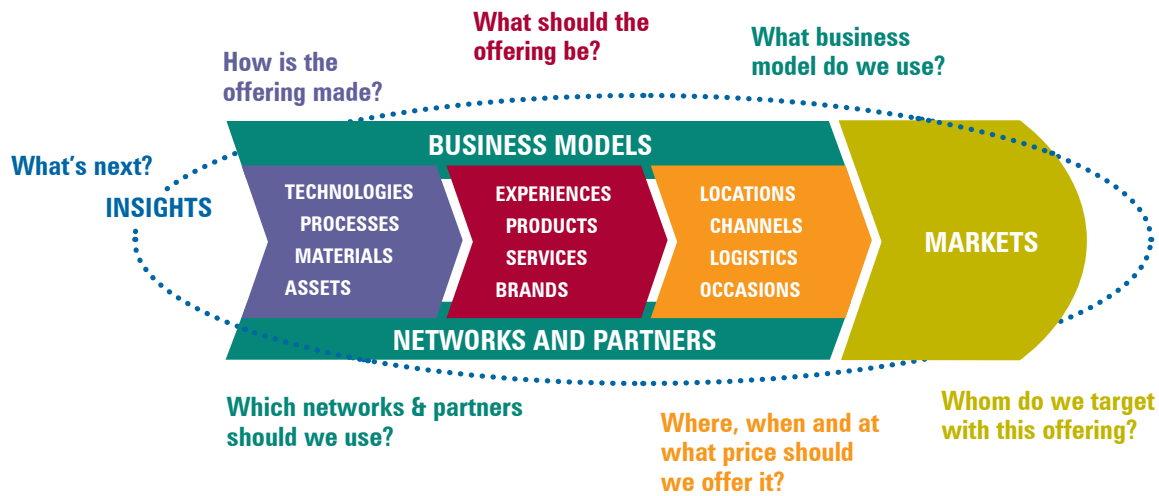 What should the
offering be?
What business
model do we use?
How is the
offering made?
BUSINESS MODELS
What's next?
INSIGHTS
TECHNOLOGIES
PROCESSES
MATERIALS
ASSETS
EXPERIENCES
PRODUCTS
SERVICES
BRANDS
LOCATIONS
CHANNELS
LOGISTICS
OCCASIONS
MARKETS
NETWORKS AND PARTNERS
Which networks & partners
should we use?
Where, when and at
what price should
we offer it?
Whom do we target
with this offering?